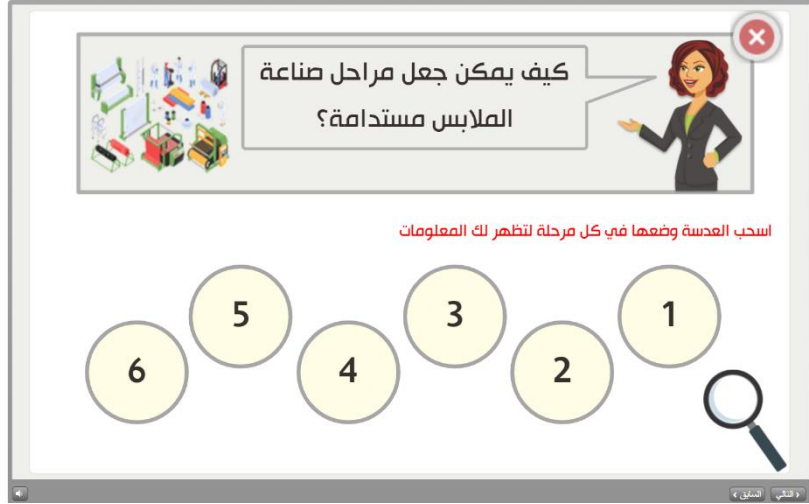 كيف يمكن جعل مراحل صناعة
الملابس مستدامة؟
اسحب العدسة وضعها في كل مرحلة لتظهر لك المعلومات
1
2
3
4
5
6
التالي
السابق